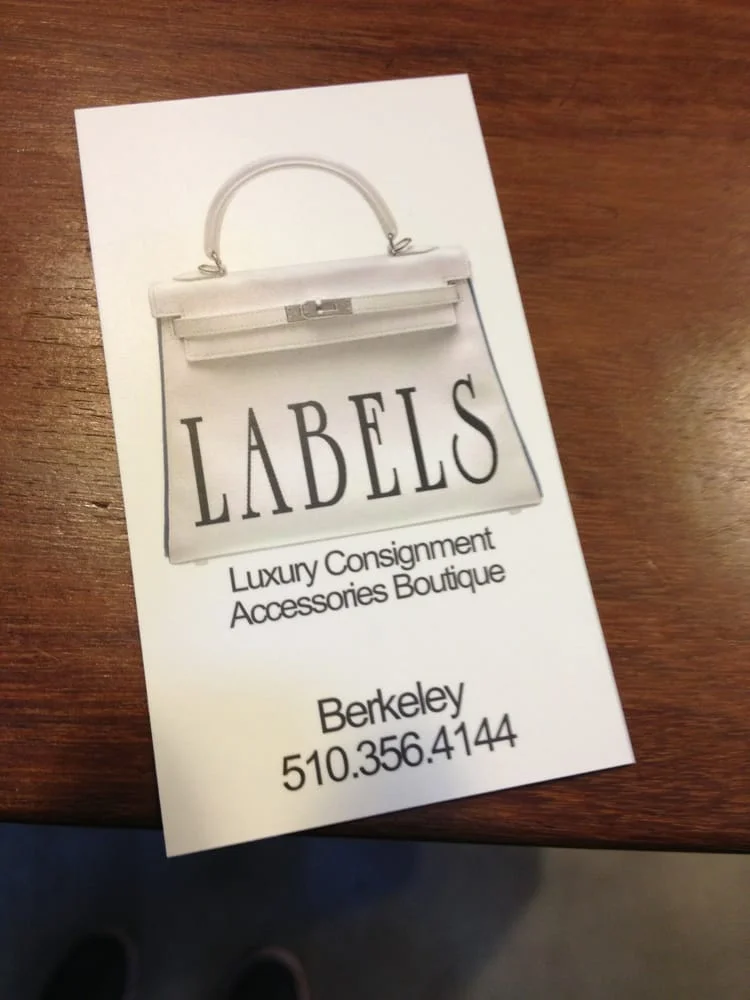 LABELS
Luxury Consignment
Accessories Boutique
Berkeley
510.356.4144